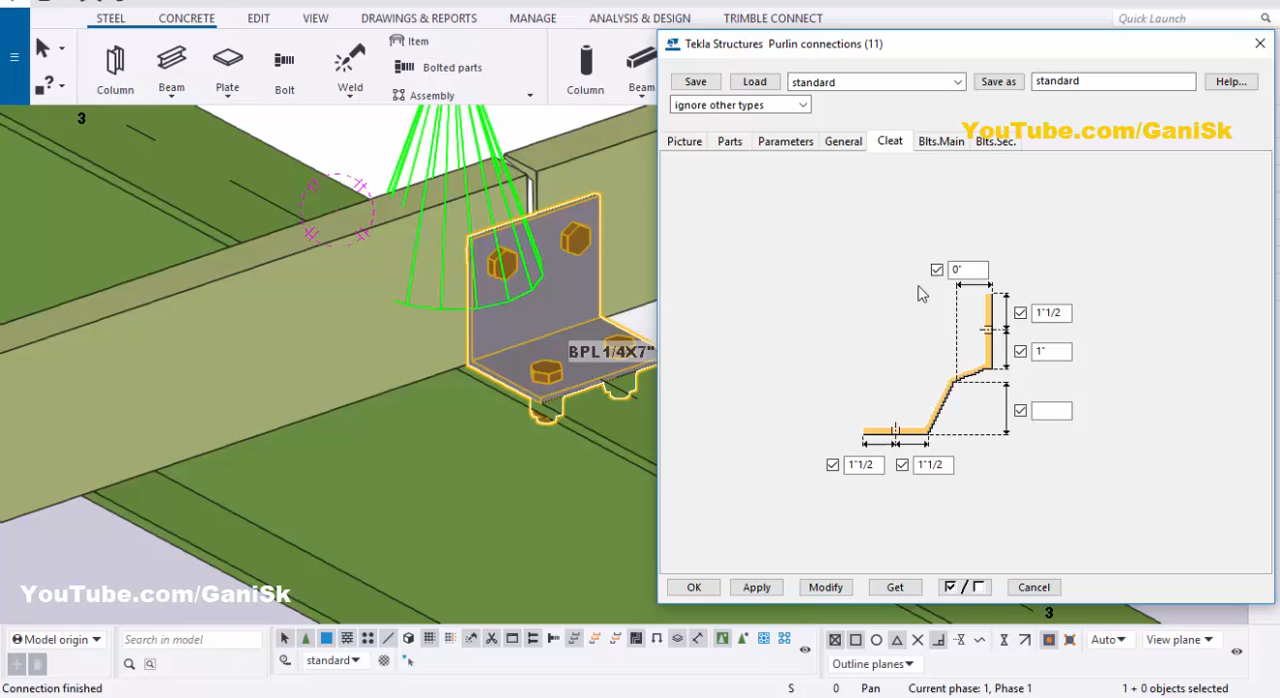 STEEL CONCRETE EDIT VIEW DRAWINGS & REPORTS MANAGE ANALYSIS & DESIGN TRIMBLE CONNECT Quick Launch
Column Beam Plate Bolt Weld
Item
Bolted parts
Assembly
Column Beam
Tekla Structures Purlin connections (11)
Save Load standard Save as standard Help...
ignore other types
YouTube.com/GaniSk
Picture Parts Parameters General Cleat Blts.Main Blts.Sec.
3
0"
1"1/2
1"
1"1/2 1"1/2
BPL1/4X7"
OK Apply Modify Get / Cancel
YouTube.com/GaniSk
3
Model origin Search in model
standard
Auto View plane
Outline planes
Connection finished S 0 Pan Current phase: 1, Phase 1 1 + 0 objects selected